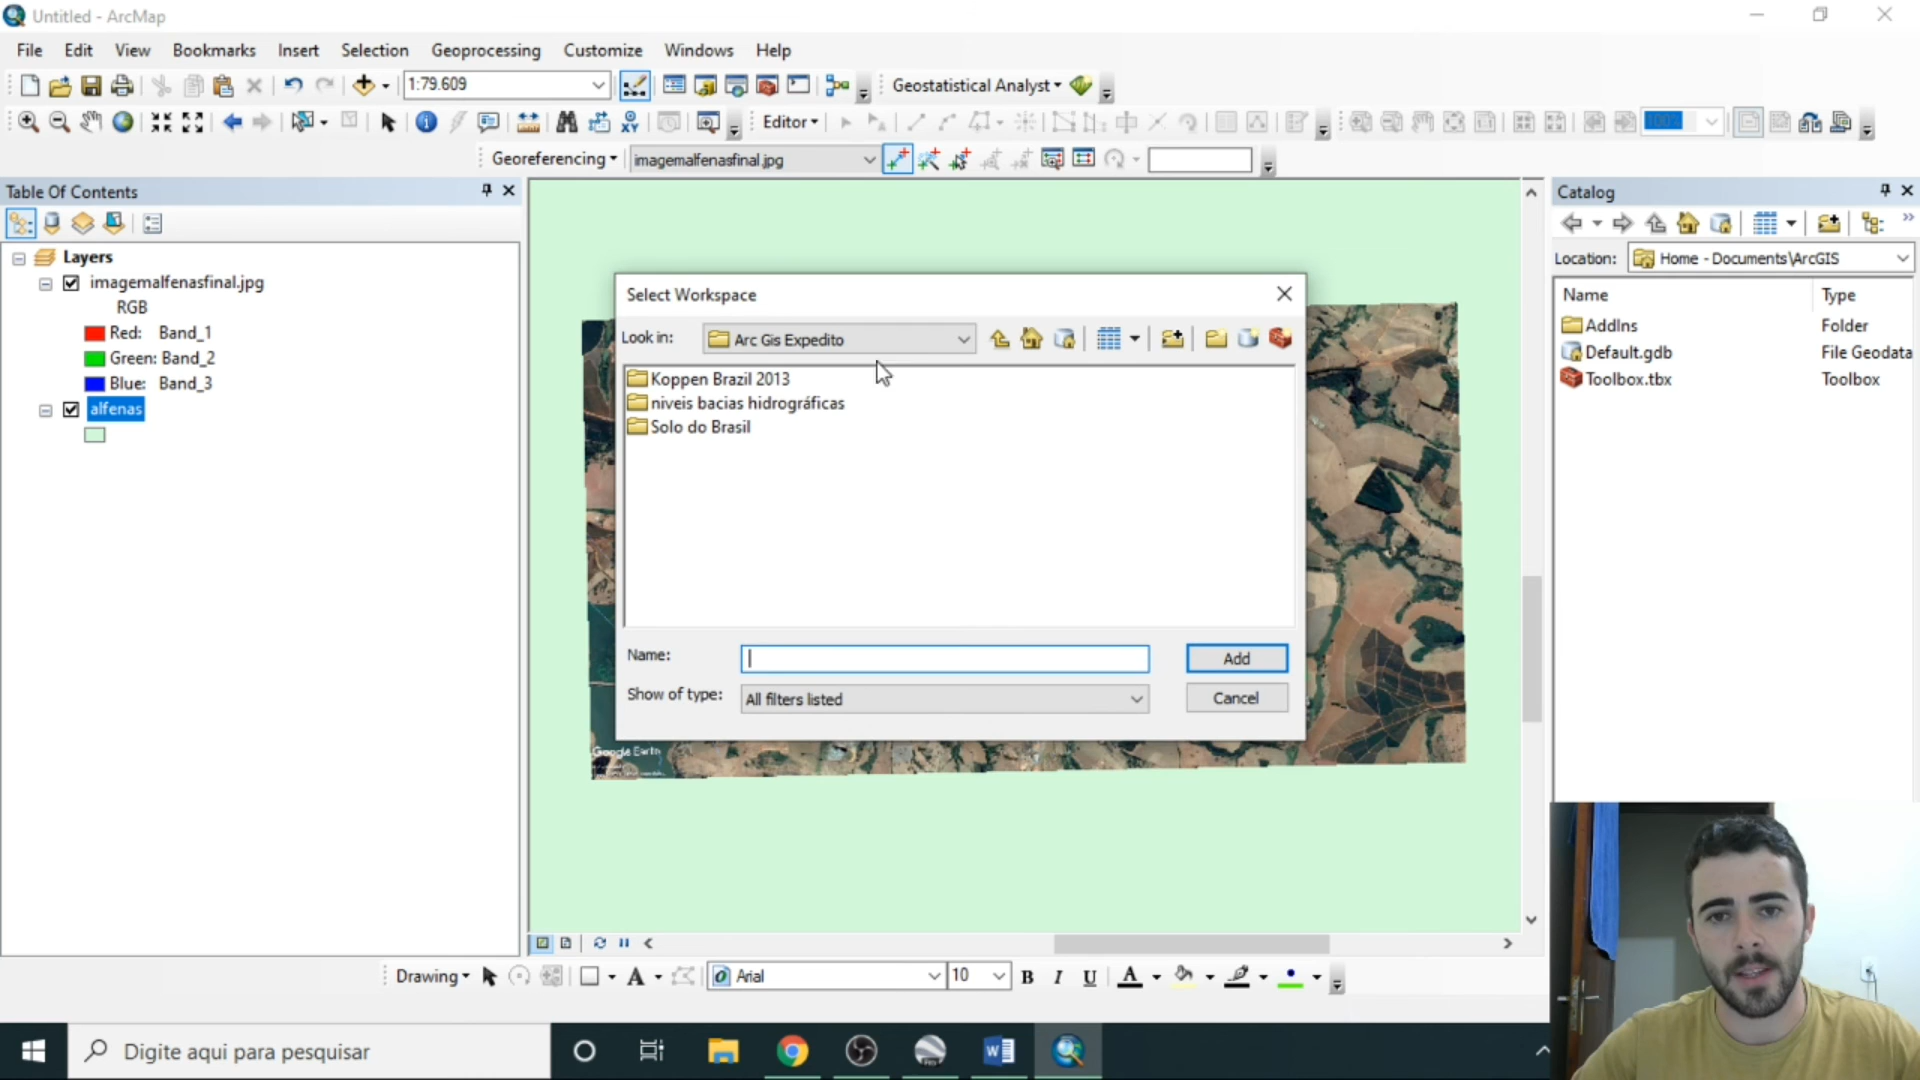 Untitled - ArcMap
File Edit View Bookmarks Insert Selection Geoprocessing Customize Windows Help
1:79.609
Geostatistical Analyst
Editor
100%
Georeferencing
imagemalfenasfinal.jpg
Table Of Contents
Layers
imagemalfenasfinal.jpg
RGB
Red: Band_1
Green: Band_2
Blue: Band_3
alfenas
Select Workspace
Look in:
Arc Gis Expedito
Koppen Brazil 2013
niveis bacias hidrográficas
Solo do Brasil
Name:
Add
Show of type:
All filters listed
Cancel
Google Earth
Catalog
Location:
Home - Documents\ArcGIS
Name Type
AddIns Folder
Default.gdb File Geodata
Toolbox.tbx Toolbox
Drawing
A
Arial
10
B I U A
Digite aqui para pesquisar